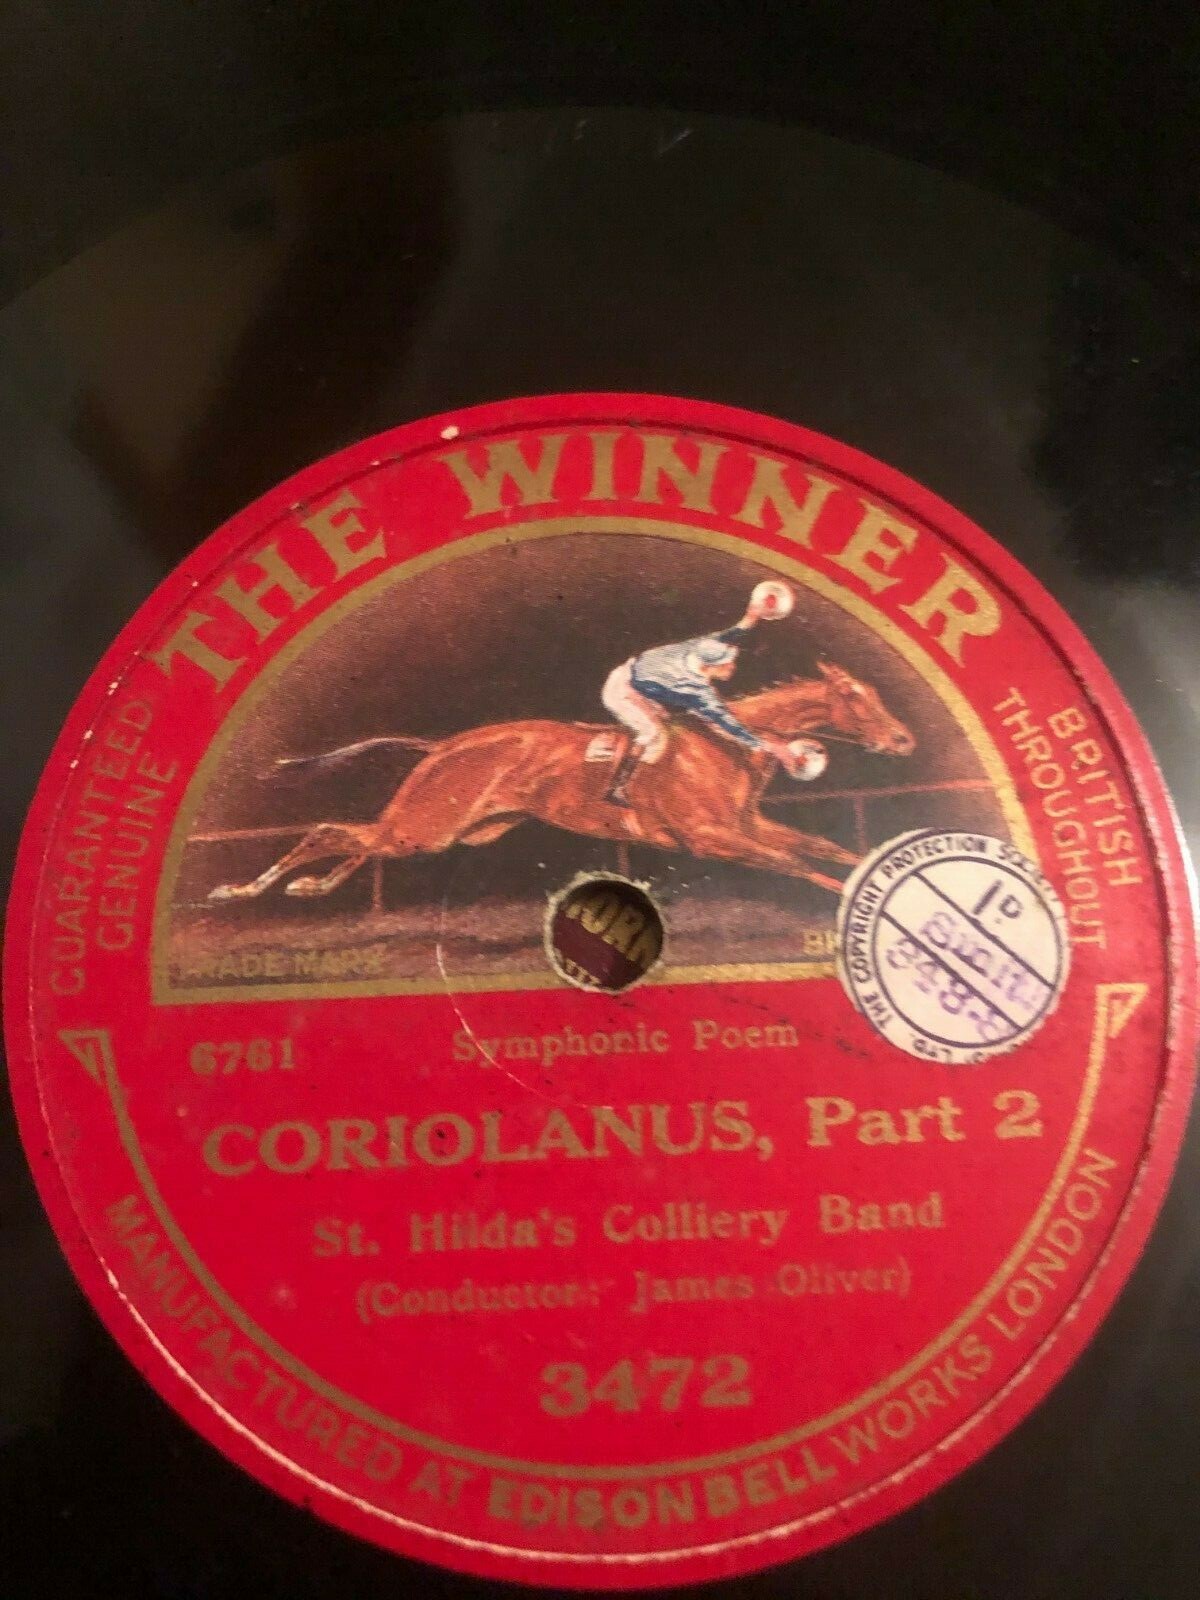 THE WINNER
GUARANTEED
GENUINE
BRITISH
THROUGHOUT
TRADE MARK
THE COPYRIGHT PROTECTION
LTD.
1D.
6761
Symphonic Poem
CORIOLANUS, Part 2
St. Hilda's Colliery Band
(Conductor: James Oliver)
3472
MANUFACTURED AT EDISON BELL WORKS LONDON